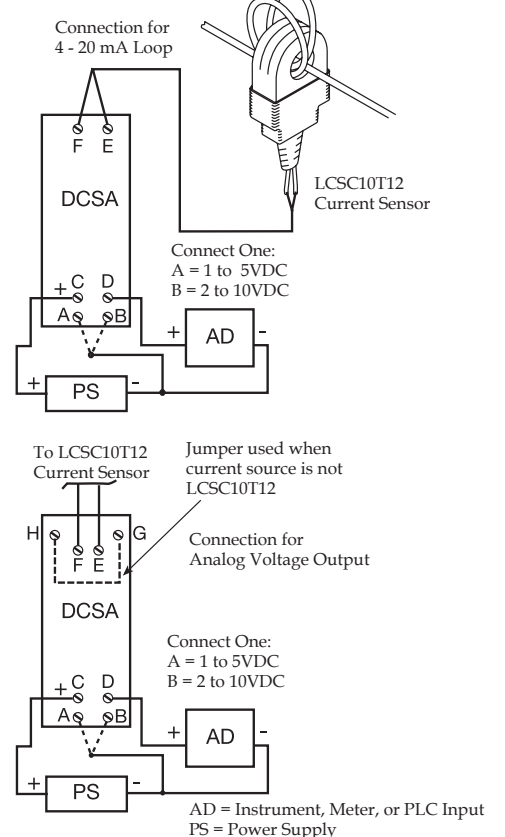 Connection for
4 - 20 mA Loop
F E
DCSA
LCSC10T12
Current Sensor
Connect One:
A = 1 to 5VDC
B = 2 to 10VDC
+ C D
A B
+ AD -
+ PS -
To LCSC10T12
Current Sensor
Jumper used when
current source is not
LCSC10T12
H G
F E
Connection for
Analog Voltage Output
DCSA
Connect One:
A = 1 to 5VDC
B = 2 to 10VDC
+ C D
A B
+ AD -
+ PS -
AD = Instrument, Meter, or PLC Input
PS = Power Supply